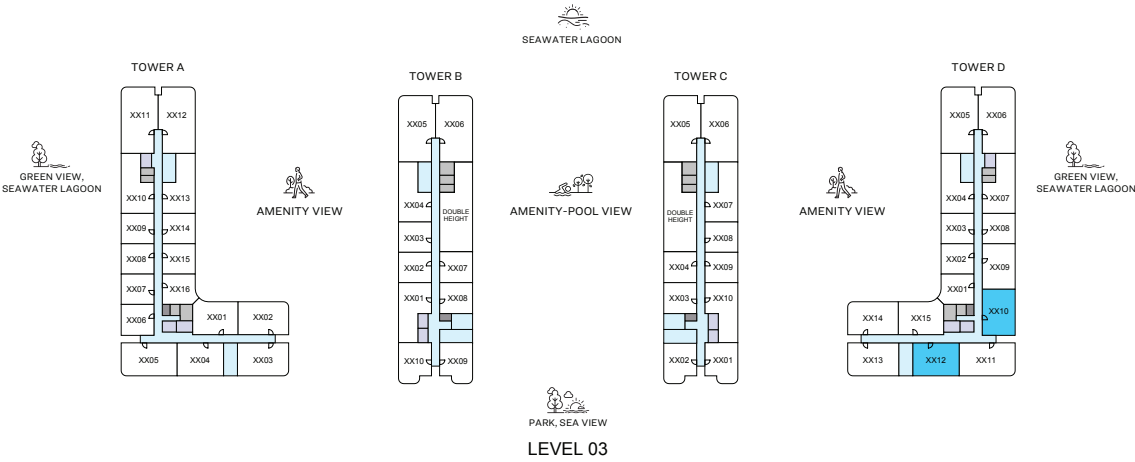 SEAWATER LAGOON
TOWER A
TOWER B
TOWER C
TOWER D
XX11
XX12
XX05
XX06
XX05
XX06
XX05
XX06
GREEN VIEW,
SEAWATER LAGOON
GREEN VIEW,
SEAWATER LAGOON
AMENITY VIEW
AMENITY-POOL VIEW
AMENITY VIEW
XX10
XX13
XX09
XX14
XX08
XX15
XX07
XX16
XX06
XX01
XX02
XX05
XX04
XX03
XX04
DOUBLE
HEIGHT
XX03
XX02
XX07
XX01
XX08
XX10
XX09
DOUBLE
HEIGHT
XX07
XX08
XX04
XX09
XX03
XX10
XX02
XX01
XX04
XX07
XX03
XX08
XX02
XX09
XX01
XX10
XX14
XX15
XX13
XX12
XX11
PARK, SEA VIEW
LEVEL 03